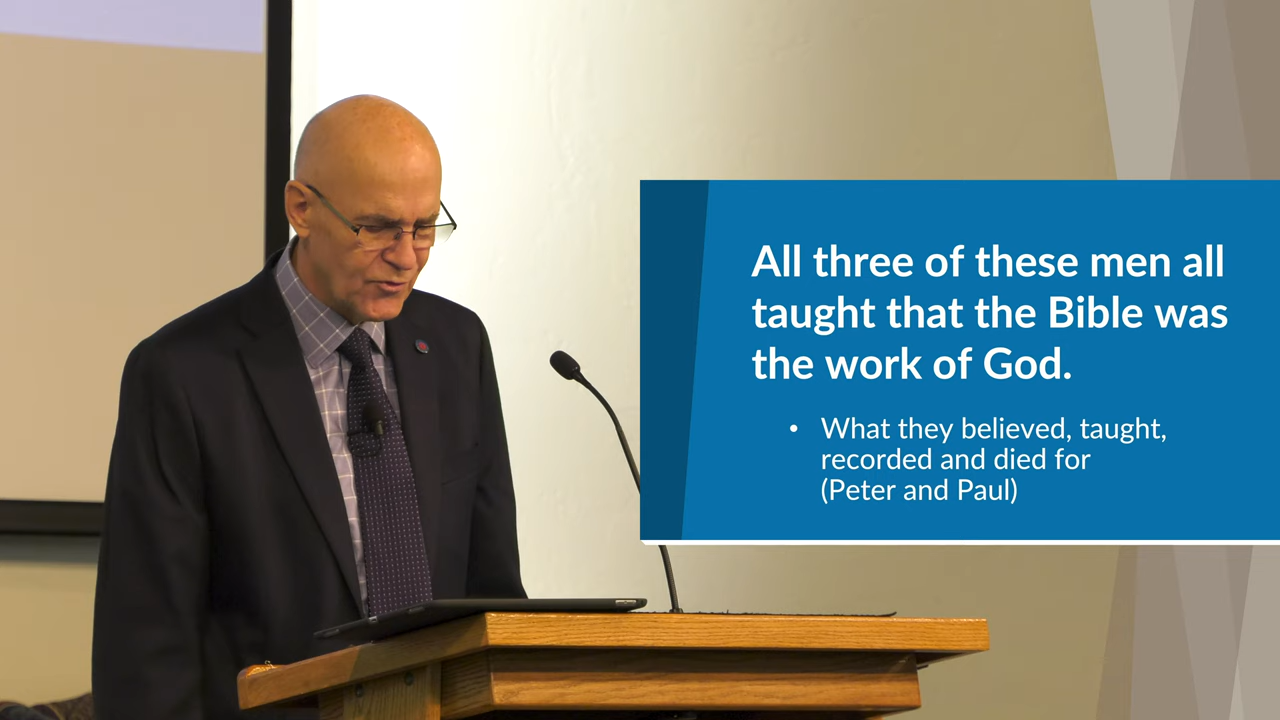 All three of these men all
taught that the Bible was
the work of God.
• What they believed, taught,
recorded and died for
(Peter and Paul)